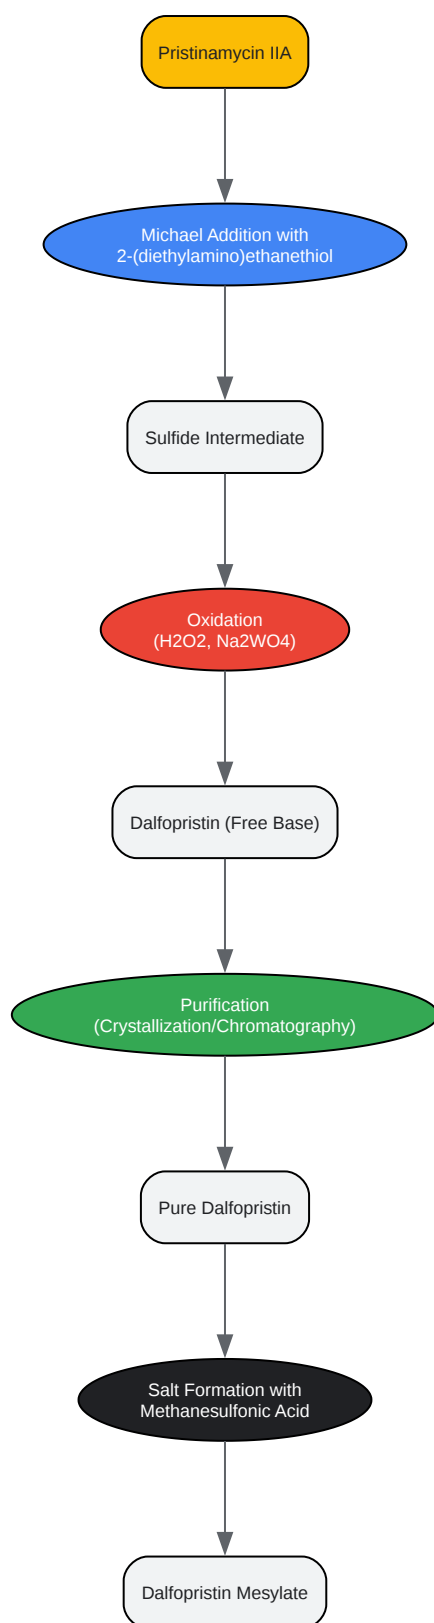 Pristinamycin IIA
Michael Addition with
2-(diethylamino)ethanethiol
Sulfide Intermediate
Oxidation
(H2O2, Na2WO4)
Dalfopristin (Free Base)
Purification
(Crystallization/Chromatography)
Pure Dalfopristin
Salt Formation with
Methanesulfonic Acid
Dalfopristin Mesylate